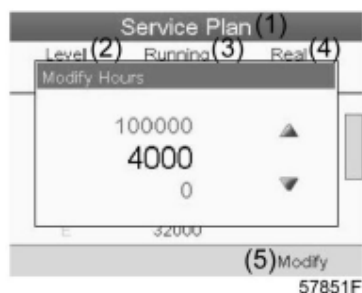 Service Plan (1)
Level (2) Running (3) Real (4)
Modify Hours
100000
4000
0
E 32000
(5) Modify
57851F